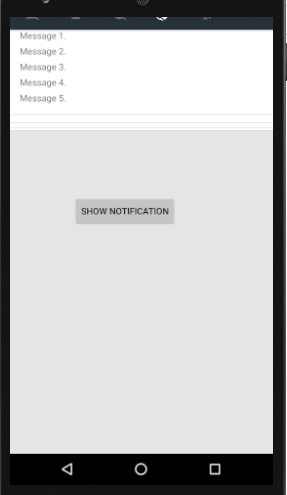 Message 1.
Message 2.
Message 3.
Message 4.
Message 5.
SHOW NOTIFICATION